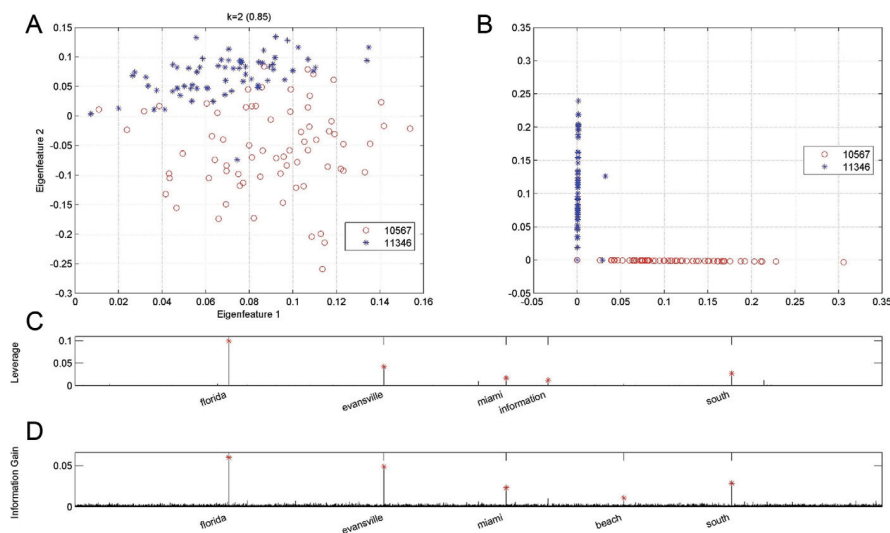 A
k=2 (0.85)
0.15
0.1
0.05
0
-0.05
-0.1
-0.15
-0.2
-0.25
-0.3
Eigenfeature 2
0
0.02
0.04
0.06
0.08
0.1
0.12
0.14
0.16
Eigenfeature 1
10567
11346
B
0.35
0.3
0.25
0.2
0.15
0.1
0.05
0
-0.05
-0.05
0
0.05
0.1
0.15
0.2
0.25
0.3
0.35
10567
11346
C
Leverage
0.1
0.05
0
florida
evansville
miami
information
south
D
Information Gain
0.05
0
florida
evansville
miami
beach
south